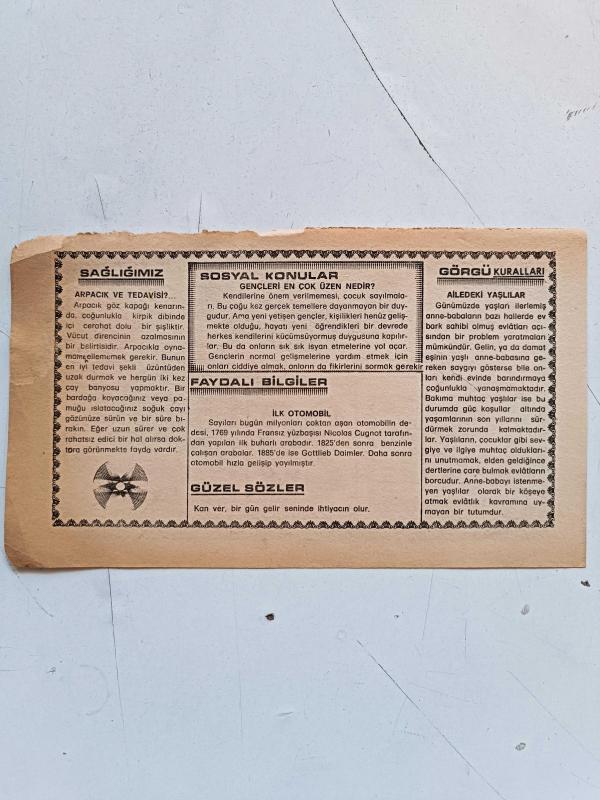 SAĞLIĞIMIZ
ARPACIK VE TEDAVİSİ?...
Arpacık göz kapağı kenarın-
da, çoğunlukla kirpik dibinde
içi cerahat dolu bir şişliktir.
Vücut direncinin azalmasının
bir belirtisidir. Arpacıkla oyna-
mamak, ellememek gerekir. Bunun
en iyi tedavi şekli üzüntüden
uzak durmak ve hergün iki kez
çay banyosu yapmaktır. Bir
bardağa koyacağınız veya pa-
muğu ıslatacağınız soğuk çayı
gözünüze sürün ve bir süre bı-
rakın. Eğer uzun sürer ve çok
rahatsız edici bir hal alırsa dok-
tora görünmekte fayda vardır.
SOSYAL KONULAR
GENÇLERİ EN ÇOK ÜZEN NEDİR?
Kendilerine önem verilmemesi, çocuk sayılmala-
rı. Bu çoğu kez gerçek temellere dayanmayan bir duy-
gudur. Ama yeni yetişen gençler, kişilikleri henüz geliş-
mekte olduğu, hayatı yeni öğrendikleri bir devrede
herkes kendilerini küçümsüyormuş duygusuna kapılır-
lar. Bu da onların sık sık isyan etmelerine yol açar.
Gençlerin normal gelişmelerine yardım etmek için
onları ciddiye almak, onların da fikirlerini sormak gerekir
FAYDALI BİLGİLER
İLK OTOMOBİL
Sayıları bugün milyonları çoktan aşan otomobilin de-
desi, 1769 yılında Fransız yüzbaşısı Nicolas Cugnot tarafın-
dan yapılan ilk buharlı arabadır. 1825'den sonra benzinle
çalışan arabalar. 1885'de ise Gottlieb Daimler. Daha sonra
otomobil hızla gelişip yayılmıştır.
GÜZEL SÖZLER
Kan ver, bir gün gelir seninde ihtiyacın olur.
GÖRGÜ KURALLARI
AİLEDEKİ YAŞLILAR
Günümüzde yaşları ilerlemiş
anne-babaların bazı hallerde ev
bark sahibi olmuş evlâtları açı-
sından bir problem yaratmaları
mümkündür. Gelin, ya da damat
eşinin yaşlı anne-babasına ge-
reken saygıyı gösterse bile on-
ları kendi evinde barındırmaya
çoğunlukla yanaşmamaktadır.
Bakıma muhtaç yaşlılar ise bu
durumda güç koşullar altında
yaşamlarının son yıllarını sür-
dürmek zorunda kalmaktadır-
lar. Yaşlıların, çocuklar gibi sev-
giye ve ilgiye muhtaç oldukları-
nı unutmamak, elden geldiğince
dertlerine çare bulmak evlâtların
borcudur. Anne-babayı istenme-
yen yaşlılar olarak bir köşeye
atmak evlâtlık kavramına uy-
mayan bir tutumdur.